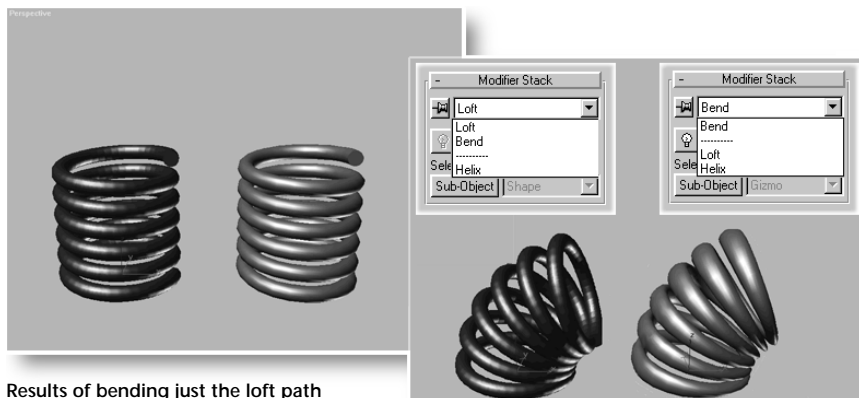 Perspective
- Modifier Stack
Loft
Loft
Bend
----------
Helix
Sele
Sub-Object Shape
- Modifier Stack
Bend
Bend
----------
Loft
Helix
Sele
Sub-Object Gizmo
Results of bending just the loft path